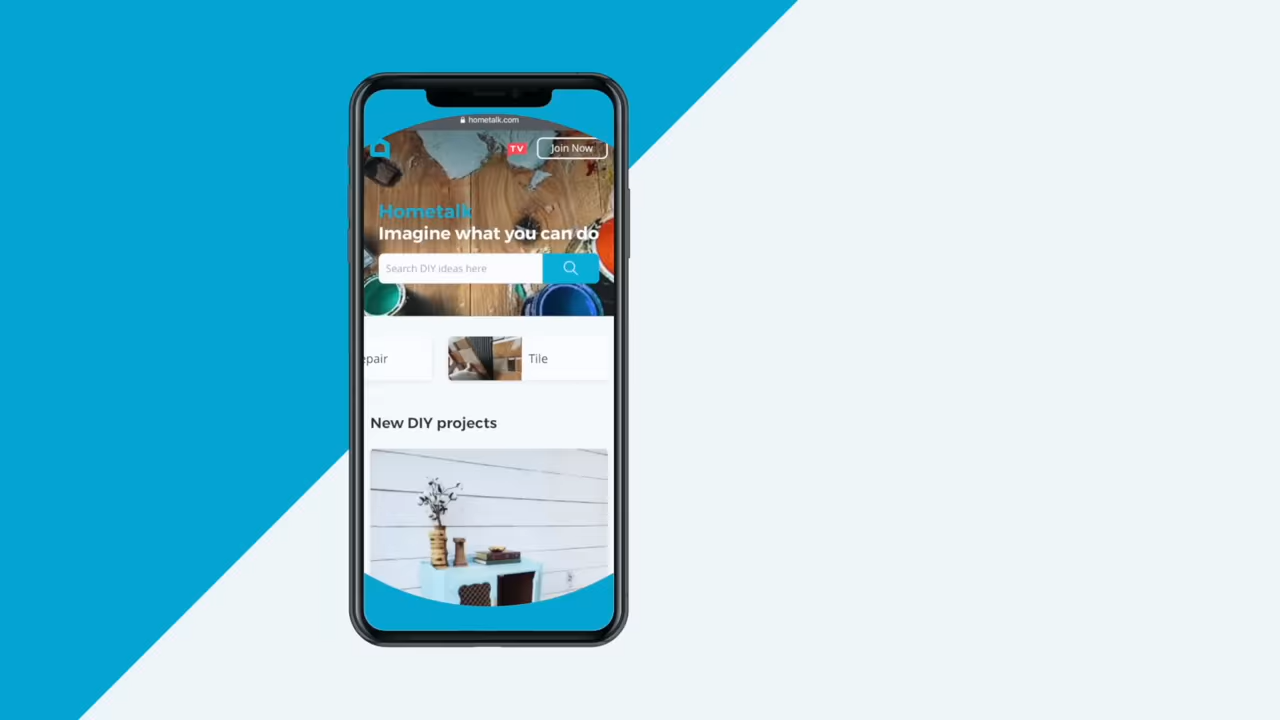 hometalk.com
TV
Join Now
Hometalk
Imagine what you can do
Search DIY ideas here
epair
Tile
New DIY projects